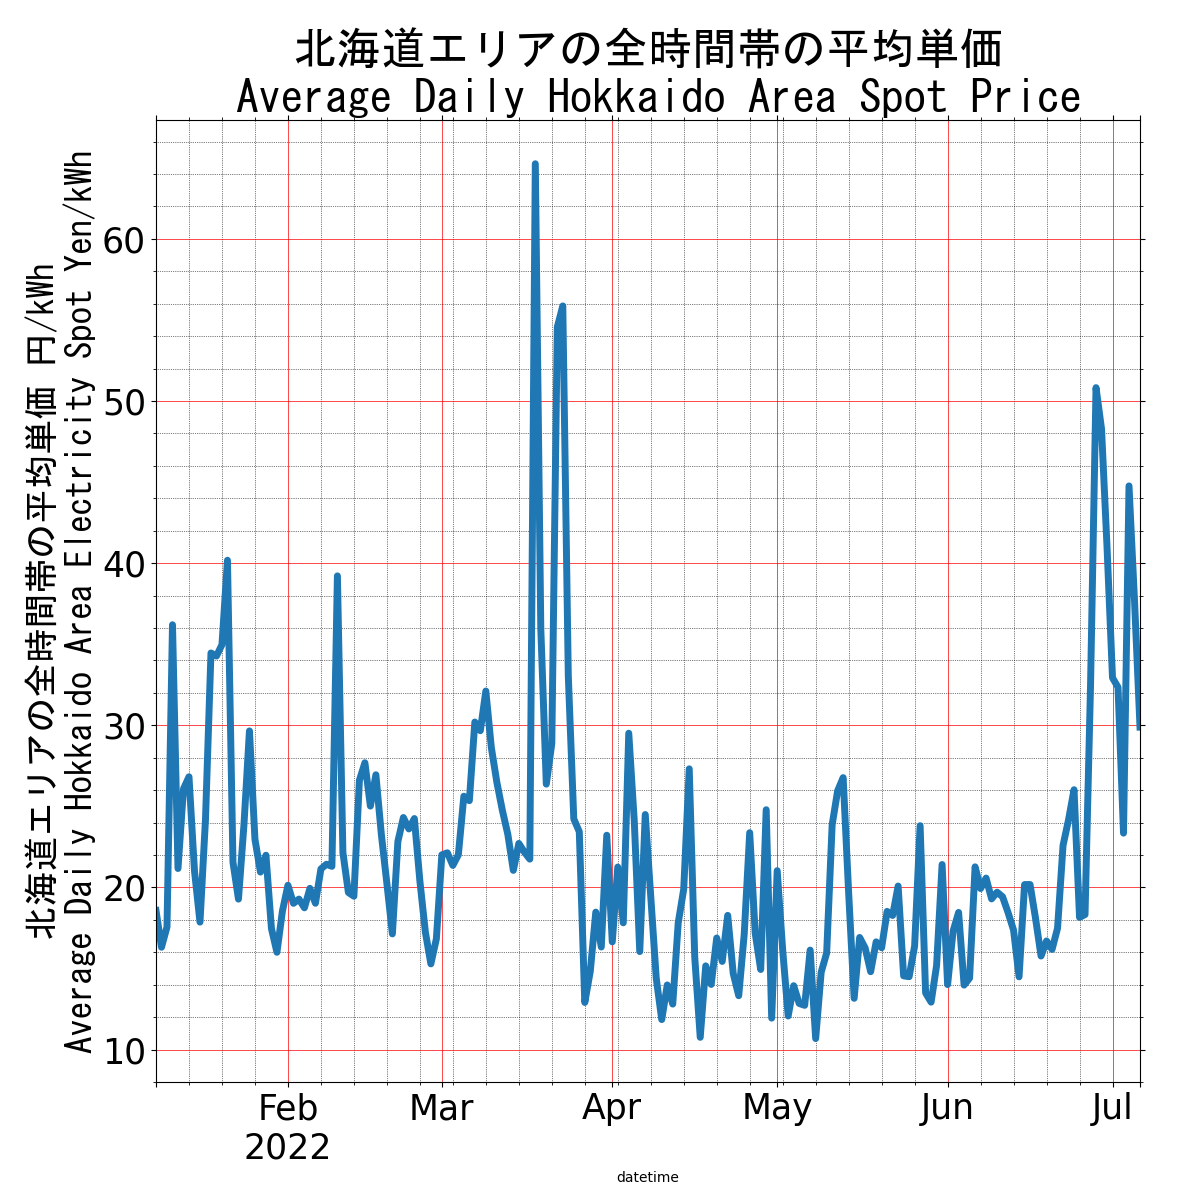 北海道エリアの全時間帯の平均単価
Average Daily Hokkaido Area Spot Price
北海道エリアの全時間帯の平均単価 円/kWh
Average Daily Hokkaido Area Electricity Spot Yen/kWh
60
50
40
30
20
10
Feb
2022
Mar
Apr
May
Jun
Jul
datetime